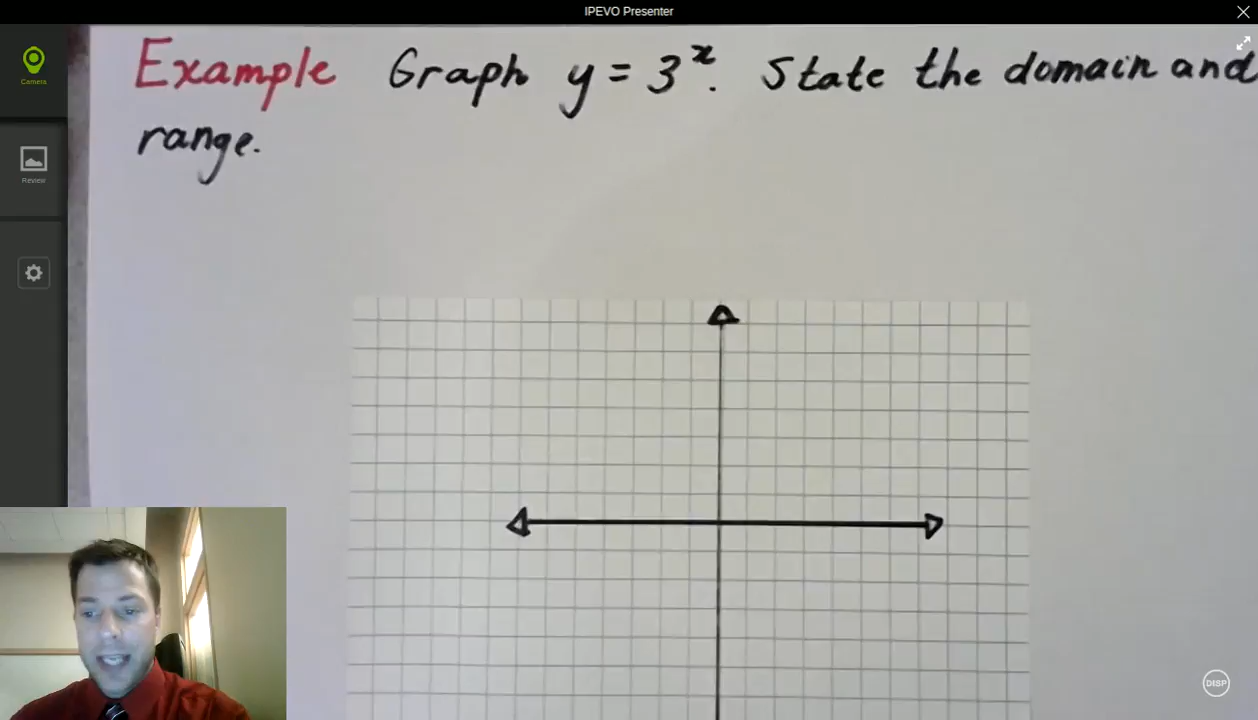 IPEVO Presenter
Camera
Example Graph y = 3^x. State the domain and
range.
Review
DISP